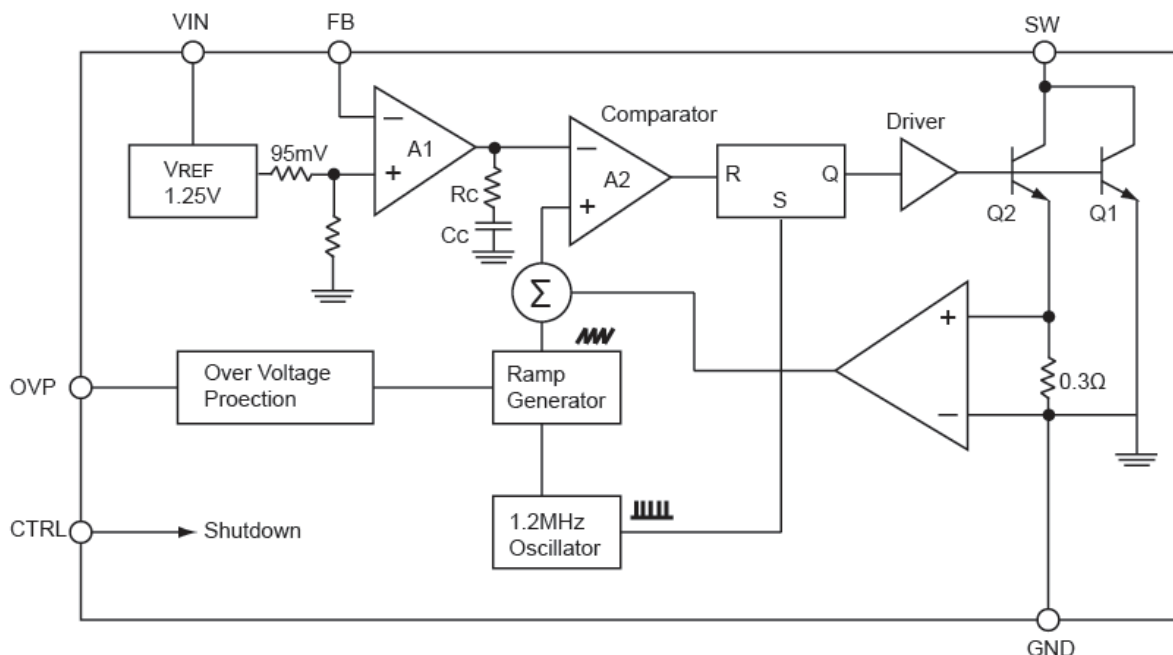 VIN
FB
SW
Comparator
Driver
95mV
VREF
1.25V
−
+
A1
−
+
A2
R
Q
S
Q2
Q1
Rc
Cc
Σ
+
−
0.3Ω
OVP
Over Voltage
Proection
Ramp
Generator
CTRL
Shutdown
1.2MHz
Oscillator
GND